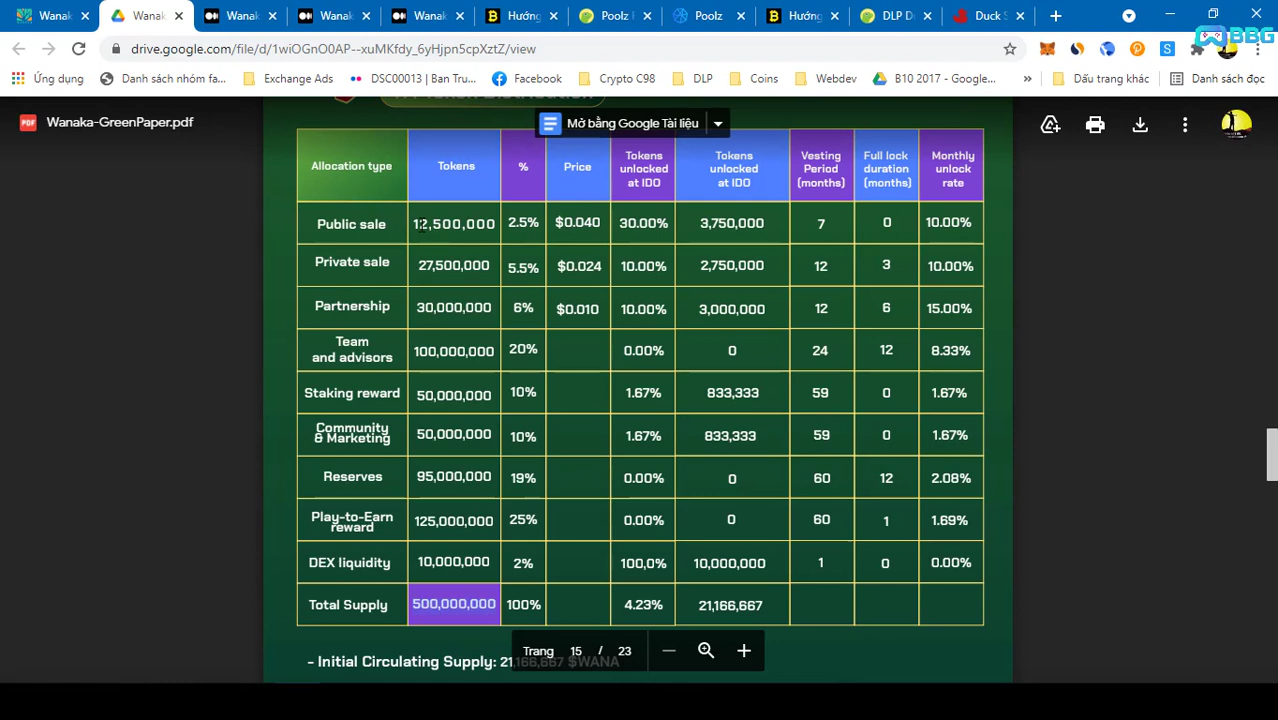 Wanak
Wanak
Wanak
Wanak
Wanak
Hướng
Poolz F
Poolz
Hướng
DLP Do
Duck S
BBG
drive.google.com/file/d/1wiOGnO0AP--xuMKfdy_6yHjpn5cpXztZ/view
Ứng dụng
Danh sách nhóm fa...
Exchange Ads
DSC00013 | Ban Tru...
Facebook
Crypto C98
DLP
Coins
Webdev
B10 2017 - Google...
Dấu trang khác
Danh sách đọc
PDF Wanaka-GreenPaper.pdf
Mở bằng Google Tài liệu
Token Distribution
Allocation type Tokens % Price Tokens unlocked at IDO Tokens unlocked at IDO Vesting Period (months) Full lock duration (months) Monthly unlock rate
Public sale 12,500,000 2.5% $0.040 30.00% 3,750,000 7 0 10.00%
Private sale 27,500,000 5.5% $0.024 10.00% 2,750,000 12 3 10.00%
Partnership 30,000,000 6% $0.010 10.00% 3,000,000 12 6 15.00%
Team and advisors 100,000,000 20% 0.00% 0 24 12 8.33%
Staking reward 50,000,000 10% 1.67% 833,333 59 0 1.67%
Community & Marketing 50,000,000 10% 1.67% 833,333 59 0 1.67%
Reserves 95,000,000 19% 0.00% 0 60 12 2.08%
Play-to-Earn reward 125,000,000 25% 0.00% 0 60 1 1.69%
DEX liquidity 10,000,000 2% 100,0% 10,000,000 1 0 0.00%
Total Supply 500,000,000 100% 4.23% 21,166,667
Trang 15 / 23
- Initial Circulating Supply: 21,166,667 $WANA